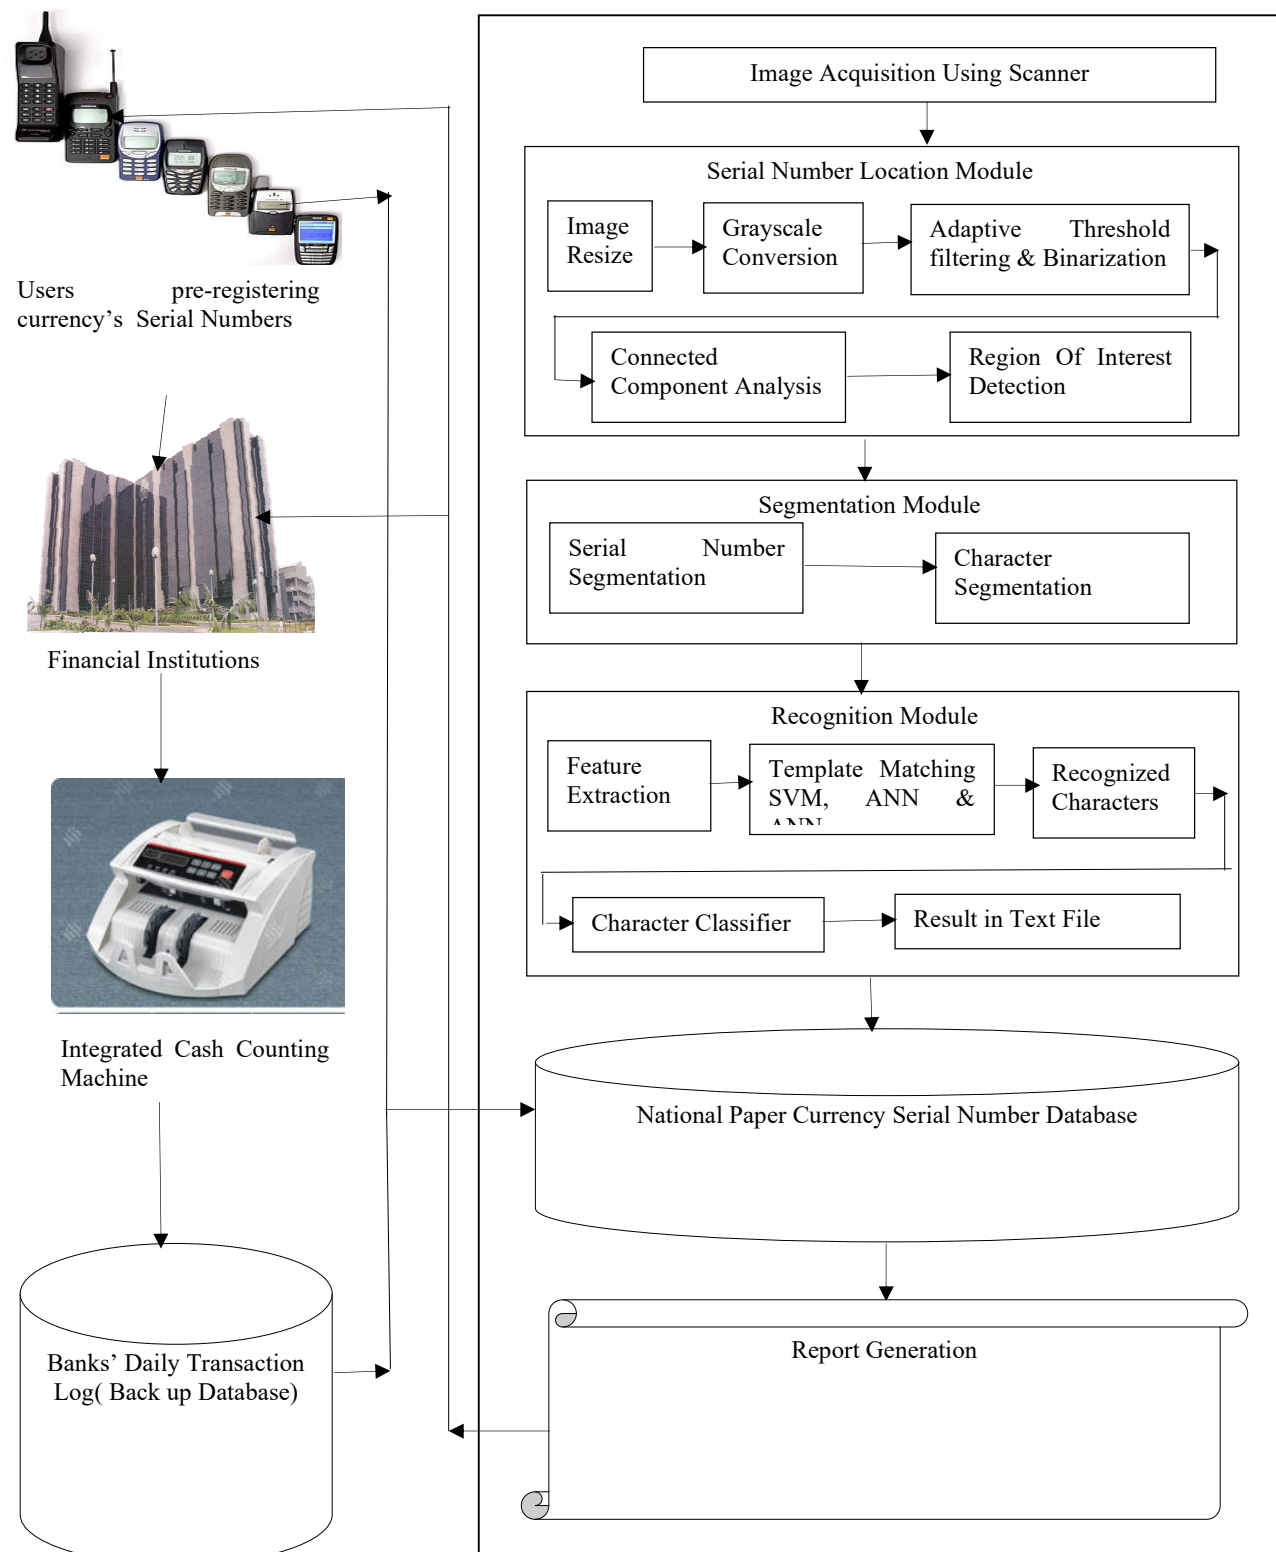 Image Acquisition Using Scanner
Serial Number Location Module
Image
Resize
Grayscale
Conversion
Adaptive Threshold
filtering & Binarization
Connected
Component Analysis
Region Of Interest
Detection
Segmentation Module
Serial Number
Segmentation
Character
Segmentation
Recognition Module
Feature
Extraction
Template Matching
SVM, ANN &
Recognized
Characters
Character Classifier
Result in Text File
National Paper Currency Serial Number Database
Report Generation
Users pre-registering
currency’s Serial Numbers
Financial Institutions
Integrated Cash Counting
Machine
Banks’ Daily Transaction
Log( Back up Database)